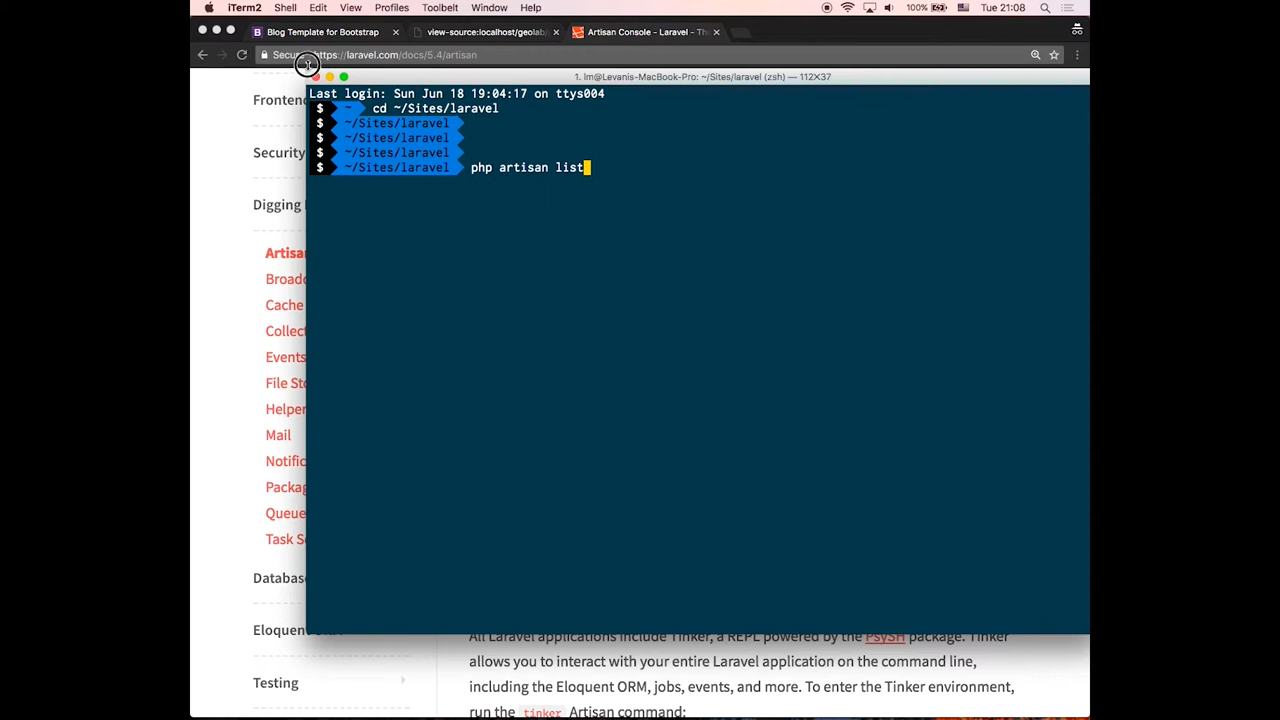 iTerm2 Shell Edit View Profiles Toolbelt Window Help 100% Tue 21:08
Blog Template for Bootstrap view-source:localhost/geolab/ Artisan Console - Laravel - The
https://laravel.com/docs/5.4/artisan
1. lm@Levanis-MacBook-Pro: ~/Sites/laravel (zsh) — 112×37
Last login: Sun Jun 18 19:04:17 on ttys004
$ ~ cd ~/Sites/laravel
$ ~/Sites/laravel
$ ~/Sites/laravel
$ ~/Sites/laravel
$ ~/Sites/laravel php artisan list
Fronten
Security
Digging
Artisa
Broad
Cache
Collec
Events
File Sto
Helper
Mail
Notific
Packag
Queue
Task S
Databas
Eloquent
Testing
All Laravel applications include Tinker, a REPL powered by the PsySH package. Tinker
allows you to interact with your entire Laravel application on the command line,
including the Eloquent ORM, jobs, events, and more. To enter the Tinker environment,
run the tinker Artisan command: